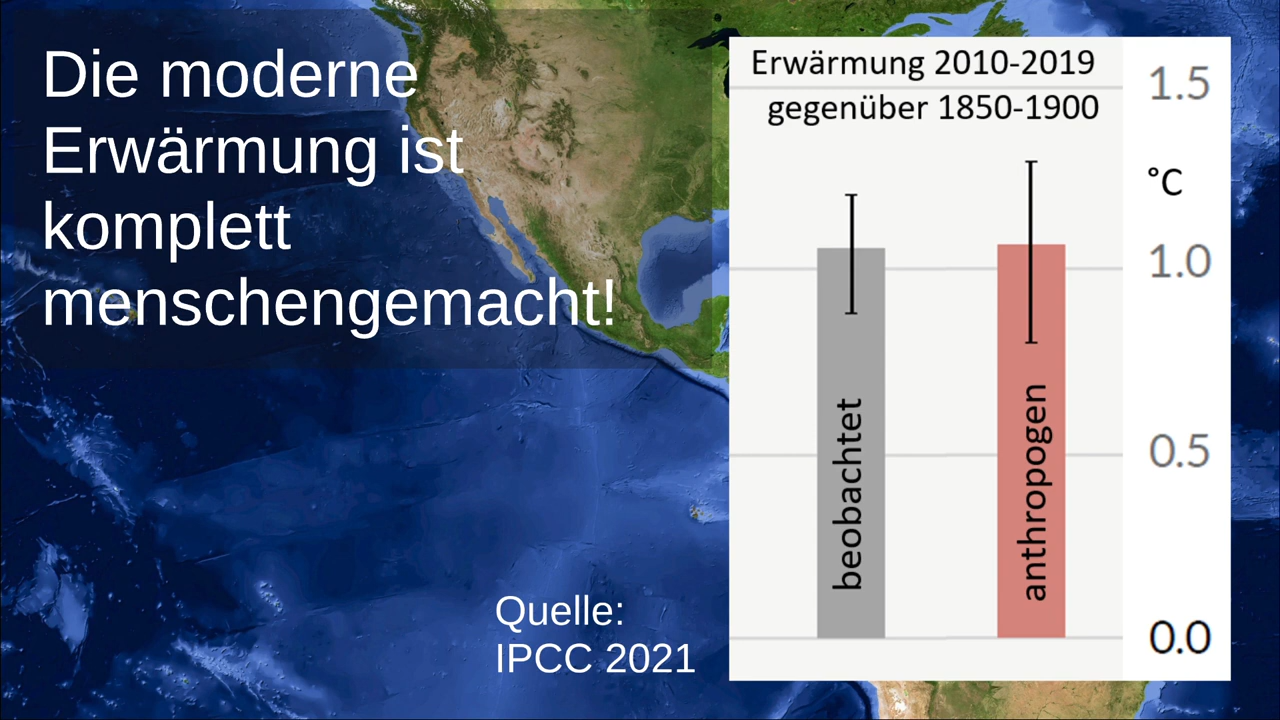 Die moderne
Erwärmung ist
komplett
menschengemacht!
Quelle:
IPCC 2021
Erwärmung 2010-2019
gegenüber 1850-1900
1.5
°C
1.0
0.5
0.0
beobachtet
anthropogen